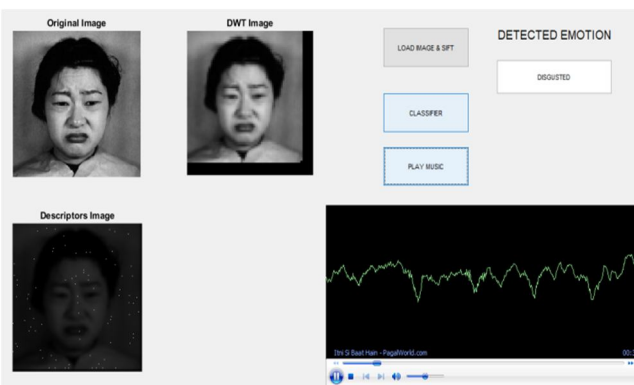 Original Image
DWT Image
LOAD IMAGE & SIFT
DETECTED EMOTION
DISGUSTED
CLASSIFIER
PLAY MUSIC
Descriptors Image
Itni Si Baat Hain - PagalWorld.com